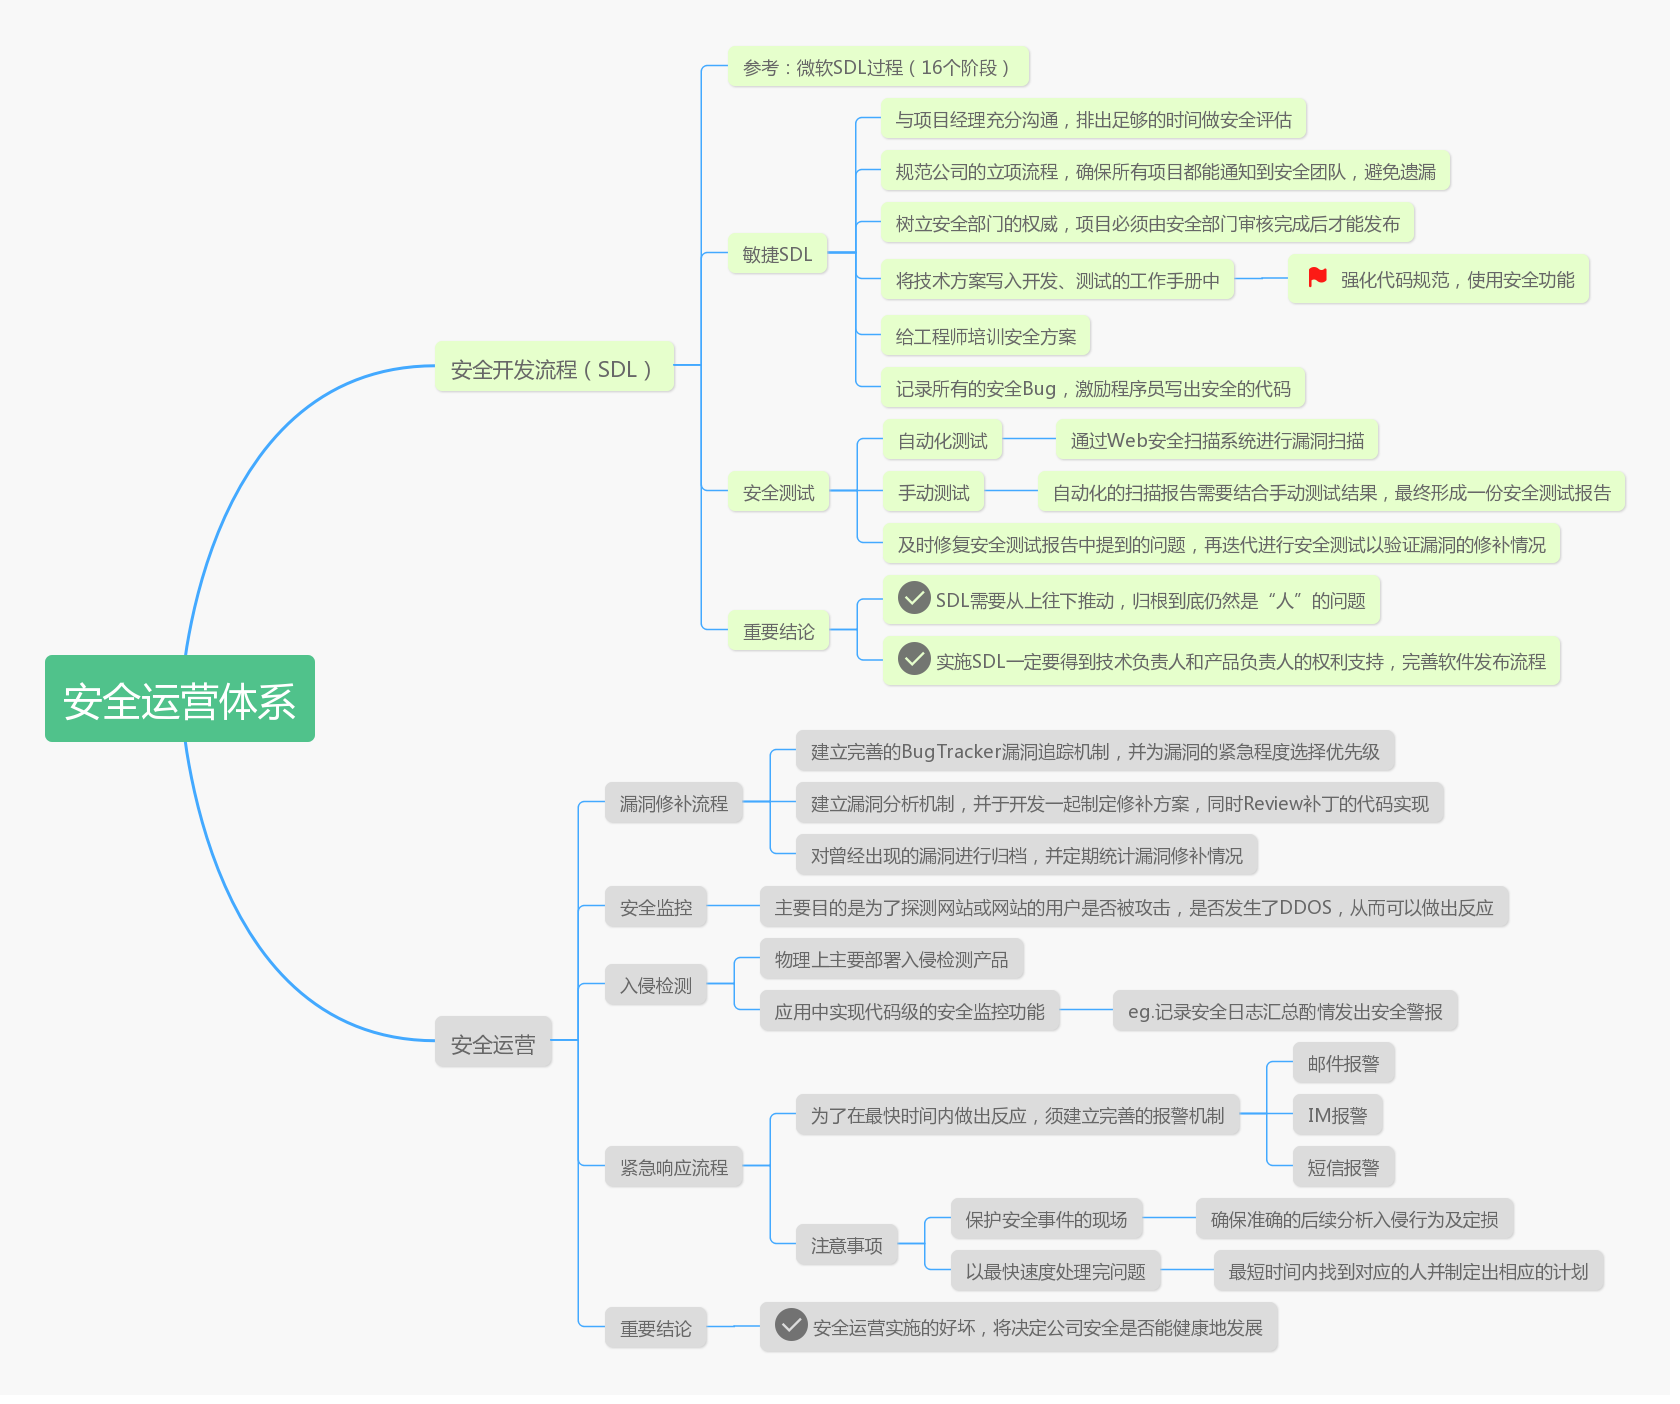 安全运营体系
安全开发流程（SDL）
参考：微软SDL过程（16个阶段）
敏捷SDL
与项目经理充分沟通，排出足够的时间做安全评估
规范公司的立项流程，确保所有项目都能通知到安全团队，避免遗漏
树立安全部门的权威，项目必须由安全部门审核完成后才能发布
将技术方案写入开发、测试的工作手册中
强化代码规范，使用安全功能
给工程师培训安全方案
记录所有的安全Bug，激励程序员写出安全的代码
安全测试
自动化测试
通过Web安全扫描系统进行漏洞扫描
手动测试
自动化的扫描报告需要结合手动测试结果，最终形成一份安全测试报告
及时修复安全测试报告中提到的问题，再迭代进行安全测试以验证漏洞的修补情况
重要结论
SDL需要从上往下推动，归根到底仍然是“人”的问题
实施SDL一定要得到技术负责人和产品负责人的权利支持，完善软件发布流程
安全运营
漏洞修补流程
建立完善的BugTracker漏洞追踪机制，并为漏洞的紧急程度选择优先级
建立漏洞分析机制，并于开发一起制定修补方案，同时Review补丁的代码实现
对曾经出现的漏洞进行归档，并定期统计漏洞修补情况
安全监控
主要目的是为了探测网站或网站的用户是否被攻击，是否发生了DDOS，从而可以做出反应
入侵检测
物理上主要部署入侵检测产品
应用中实现代码级的安全监控功能
eg.记录安全日志汇总酌情发出安全警报
紧急响应流程
为了在最快时间内做出反应，须建立完善的报警机制
邮件报警
IM报警
短信报警
注意事项
保护安全事件的现场
确保准确的后续分析入侵行为及定损
以最快速度处理完问题
最短时间内找到对应的人并制定出相应的计划
重要结论
安全运营实施的好坏，将决定公司安全是否能健康地发展